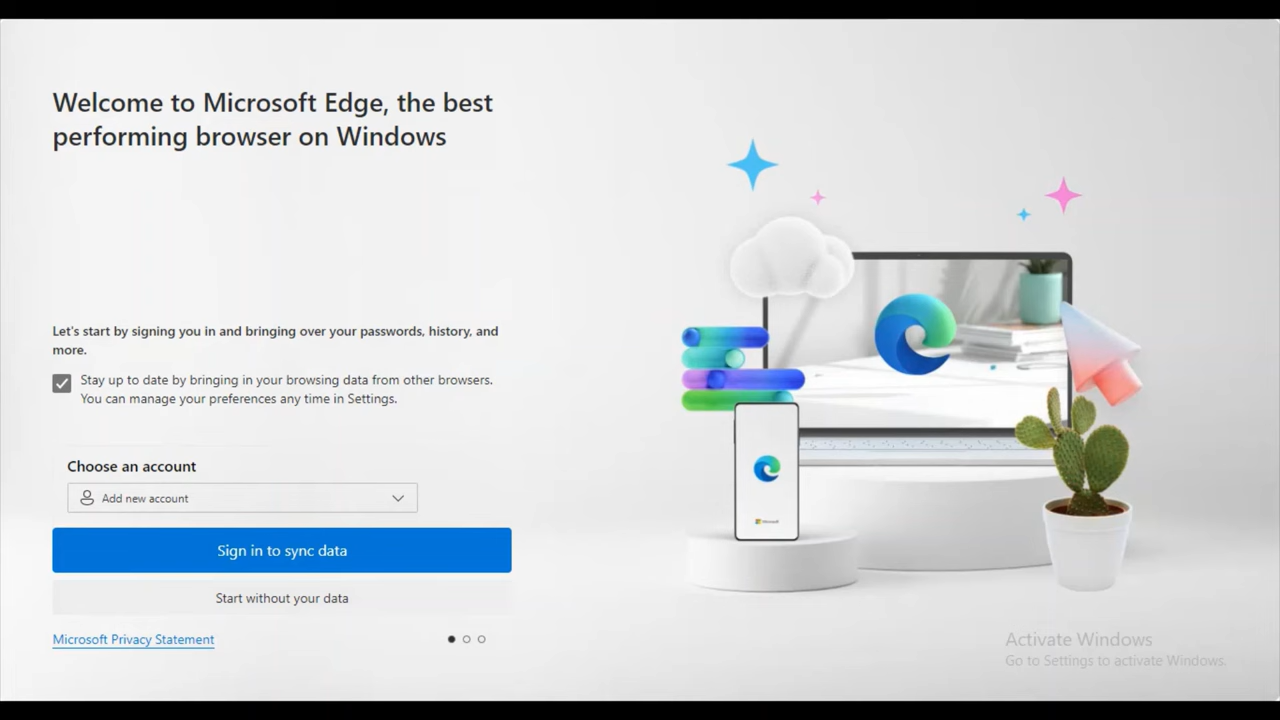 Welcome to Microsoft Edge, the best
performing browser on Windows
Let's start by signing you in and bringing over your passwords, history, and
more.
Stay up to date by bringing in your browsing data from other browsers.
You can manage your preferences any time in Settings.
Choose an account
Add new account
Sign in to sync data
Start without your data
Microsoft Privacy Statement
Microsoft
Activate Windows
Go to Settings to activate Windows.